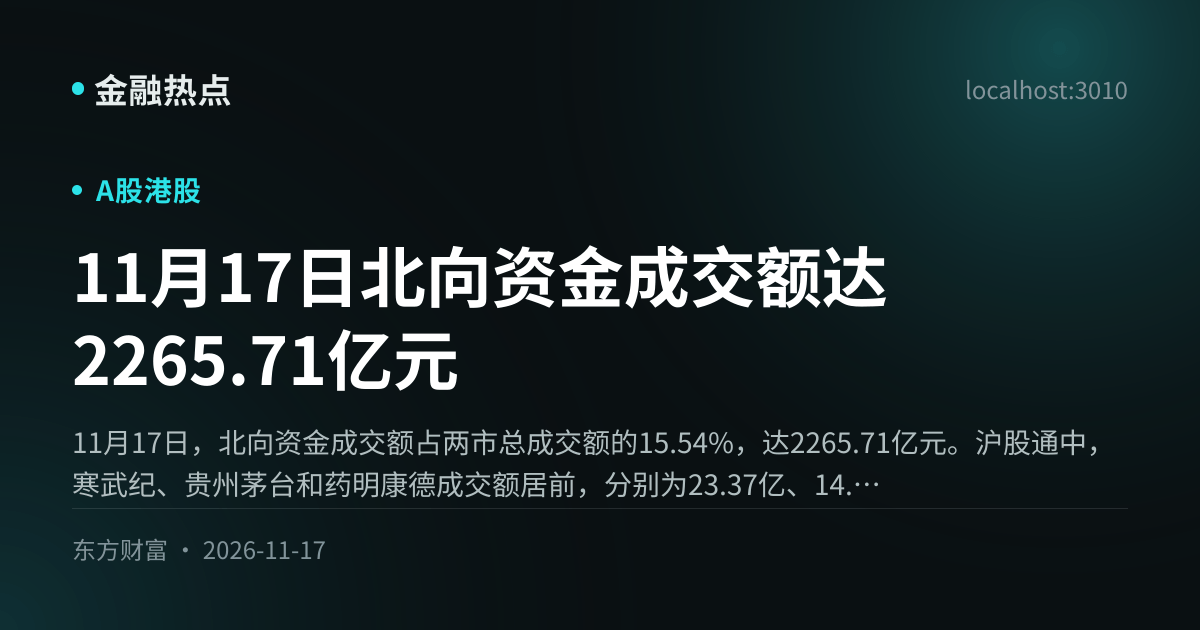 金融热点
localhost:3010
A股港股
11月17日北向资金成交额达
2265.71亿元
11月17日，北向资金成交额占两市总成交额的15.54%，达2265.71亿元。沪股通中，
寒武纪、贵州茅台和药明康德成交额居前，分别为23.37亿、14.…
东方财富 • 2026-11-17